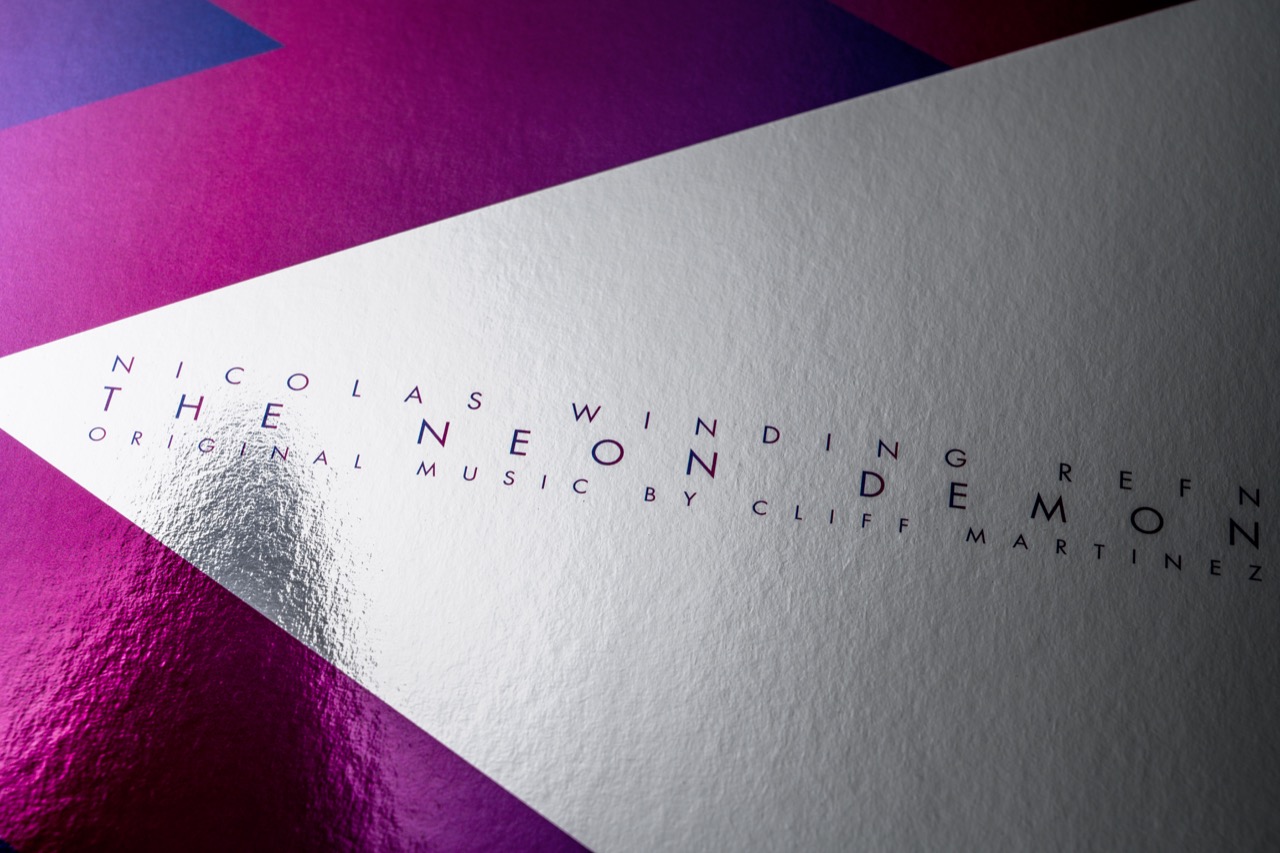 NICOLAS WINDING REFN
THE NEON DEMON
ORIGINAL MUSIC BY CLIFF MARTINEZ